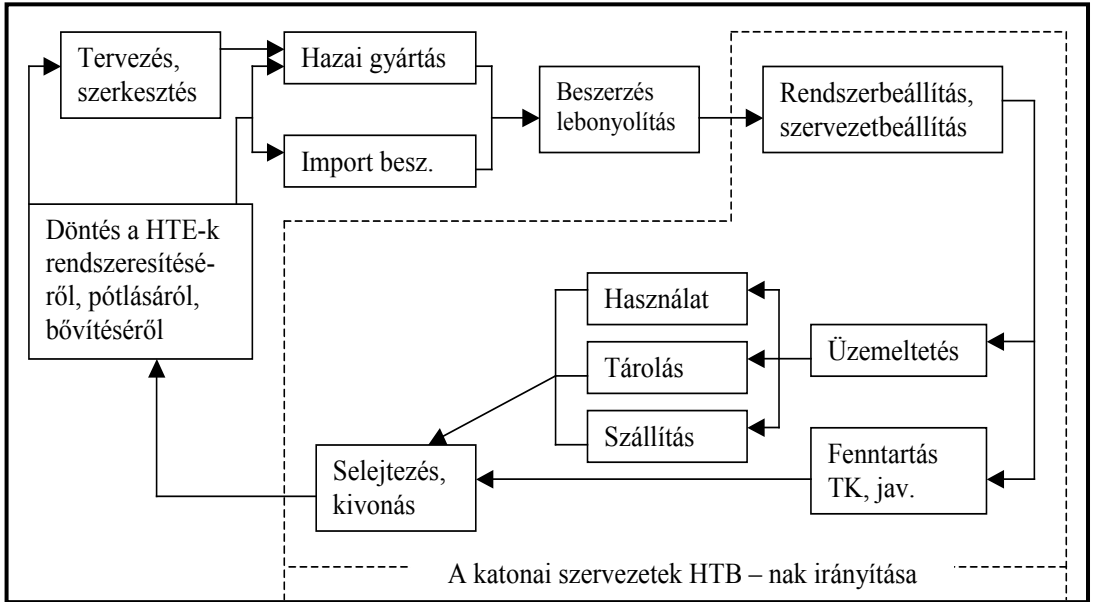 Tervezés,
szerkesztés
Hazai gyártás
Import besz.
Beszerzés
lebonyolítás
Rendszerbeállítás,
szervezetbeállítás
Döntés a HTE-k
rendszeresítésé-
ről, pótlásáról,
bővítéséről
Használat
Tárolás
Szállítás
Üzemeltetés
Fenntartás
TK, jav.
Selejtezés,
kivonás
A katonai szervezetek HTB – nak irányítása